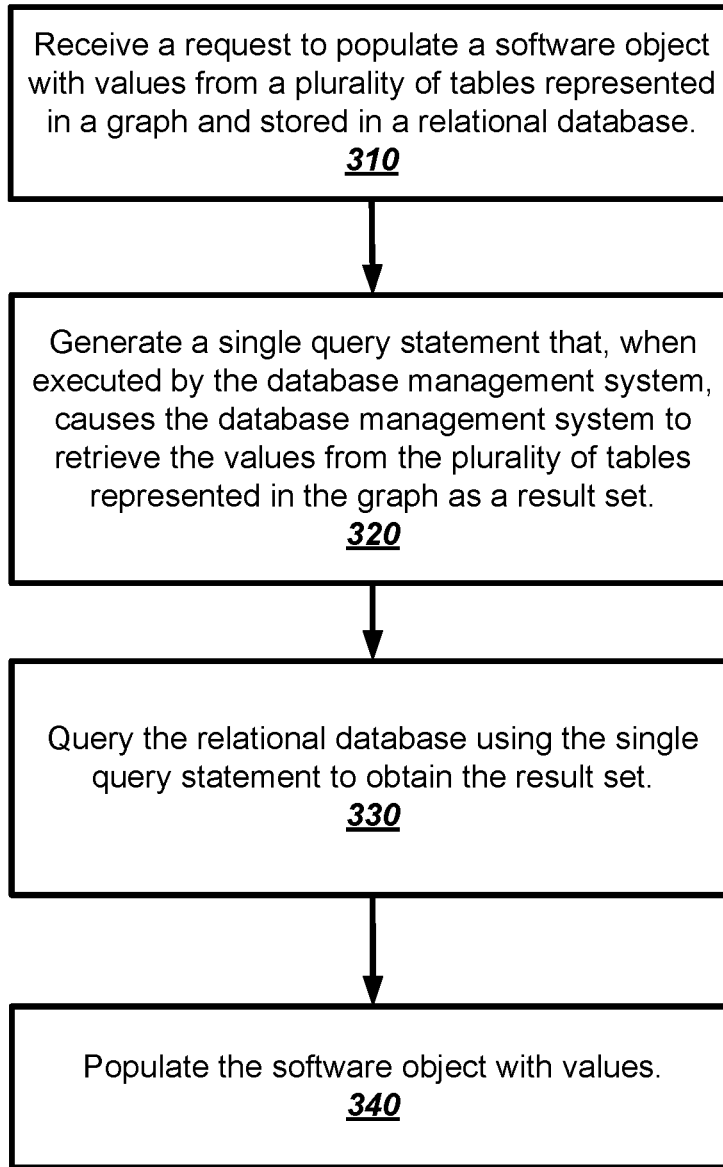 Receive a request to populate a software object
with values from a plurality of tables represented
in a graph and stored in a relational database.
310
Generate a single query statement that, when
executed by the database management system,
causes the database management system to
retrieve the values from the plurality of tables
represented in the graph as a result set.
320
Query the relational database using the single
query statement to obtain the result set.
330
Populate the software object with values.
340